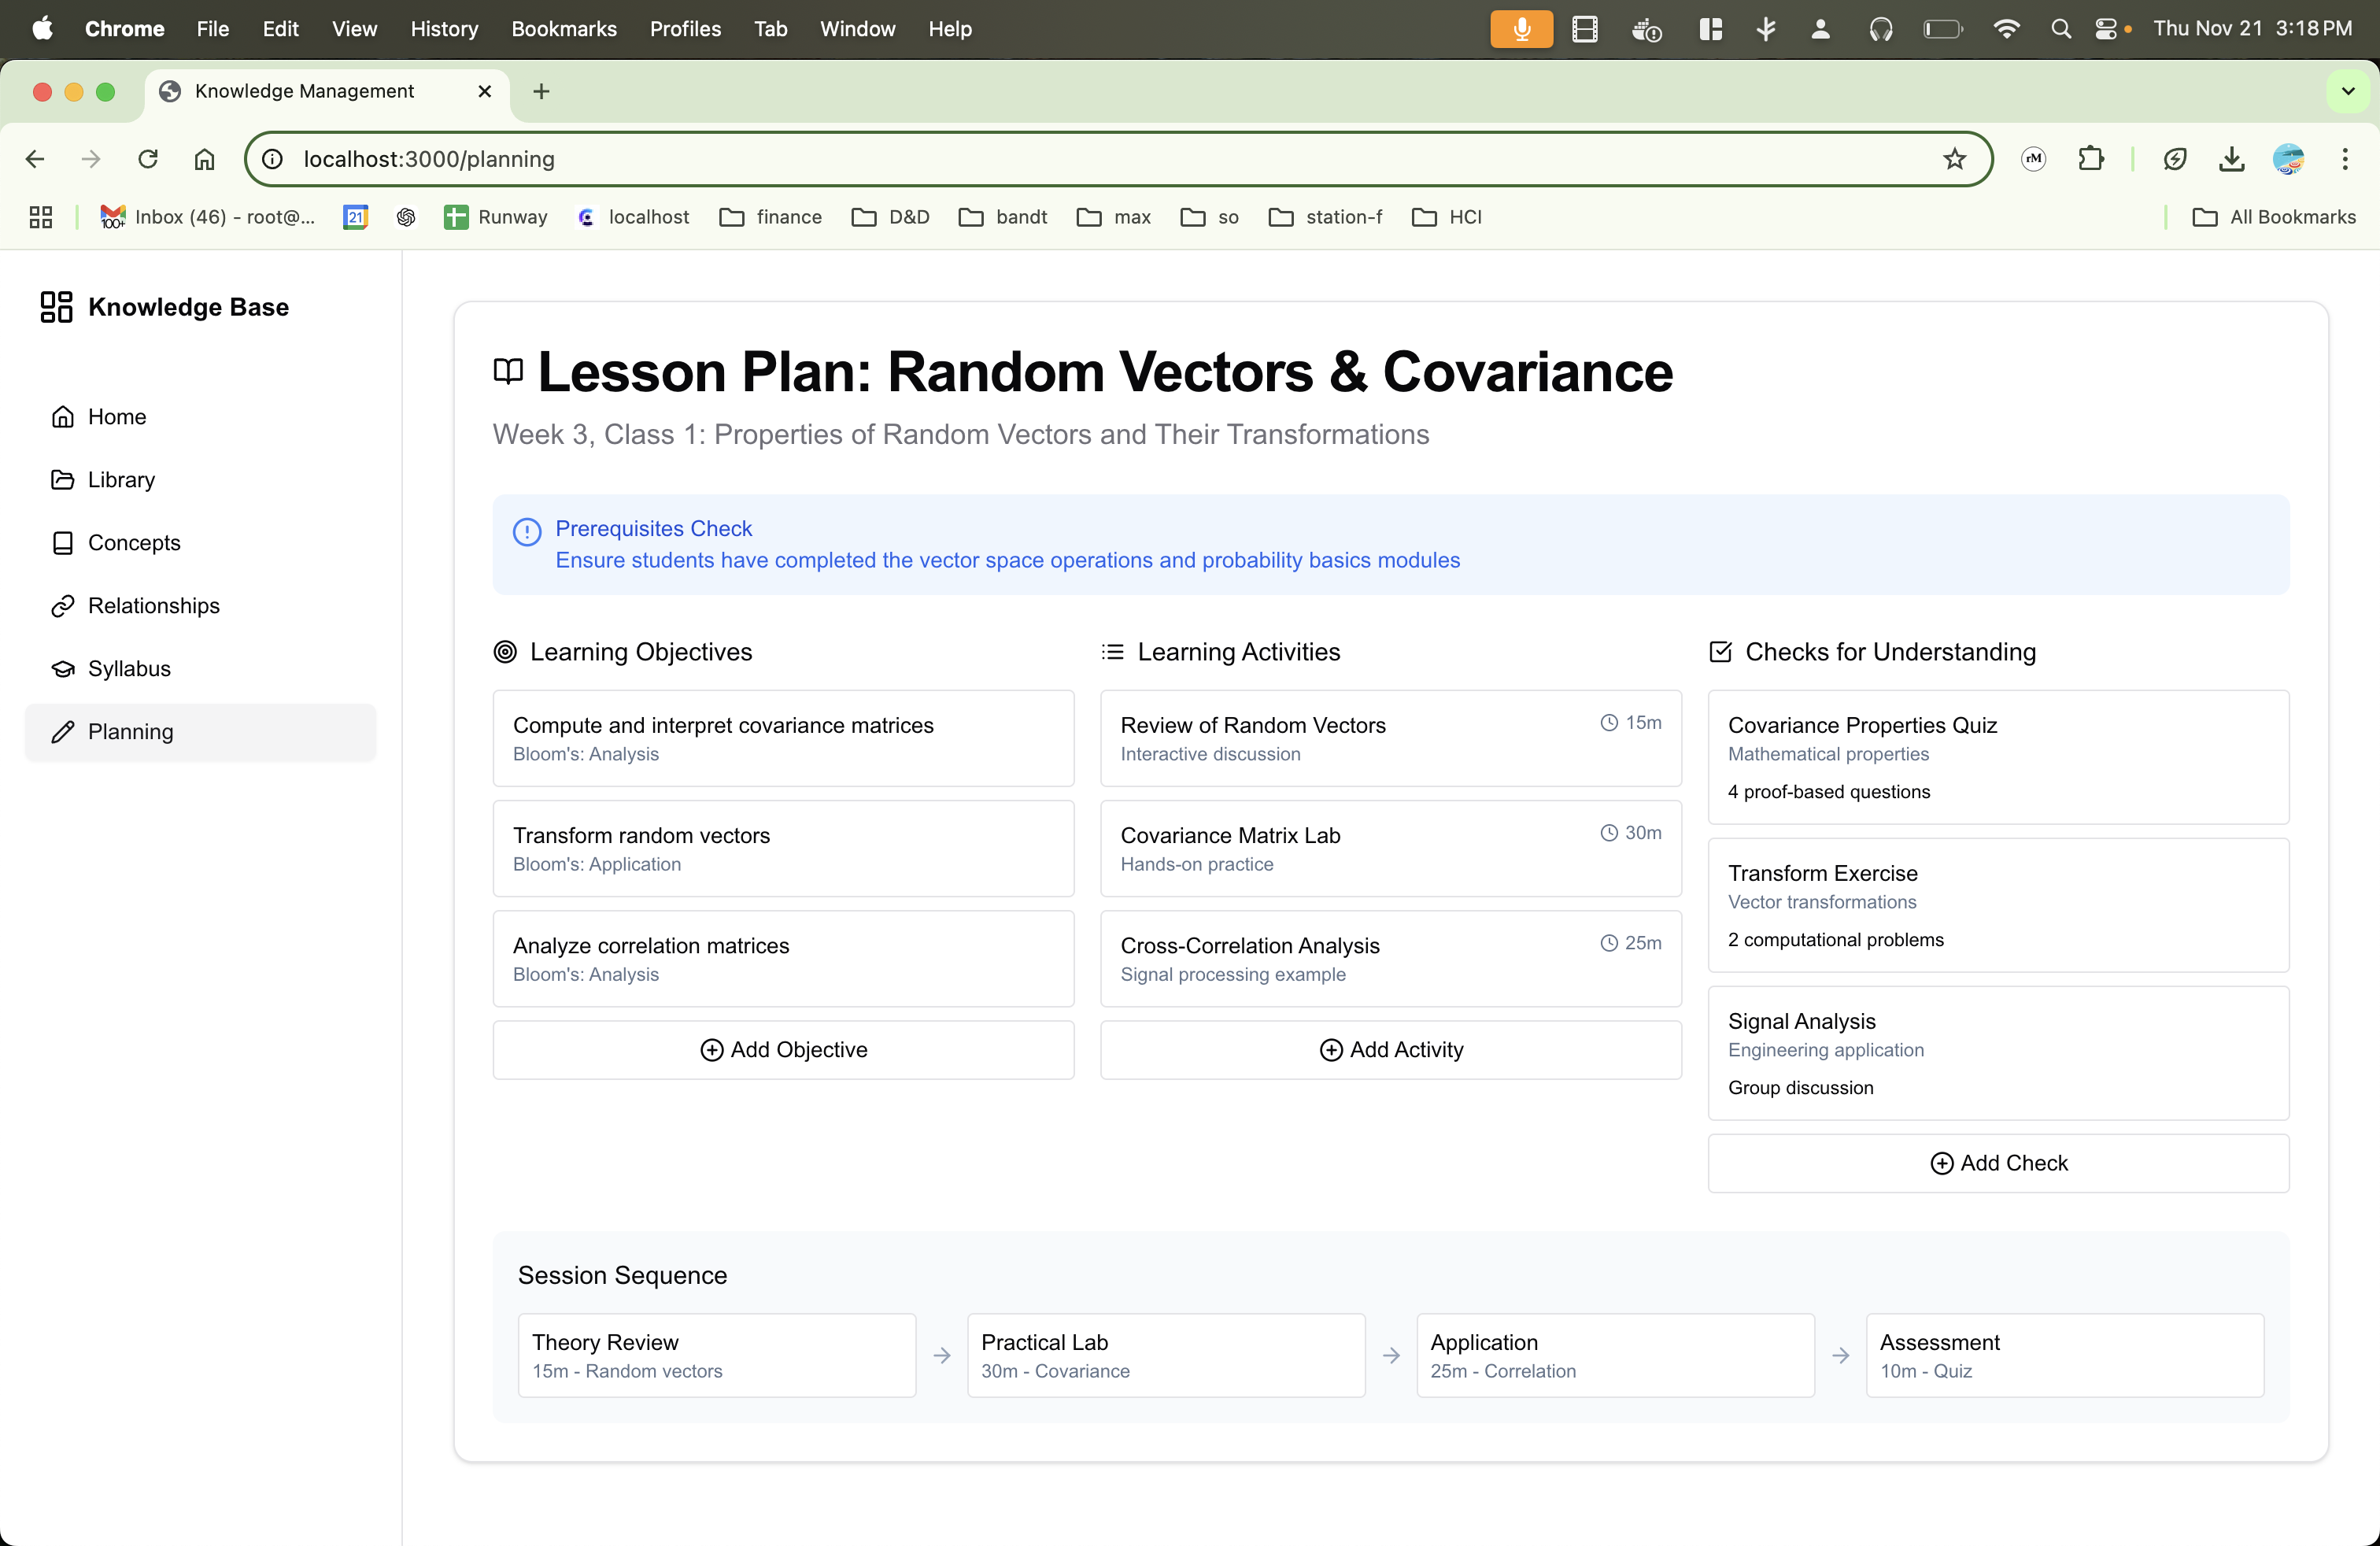 Chrome File Edit View History Bookmarks Profiles Tab Window Help Thu Nov 21 3:18 PM
Knowledge Management
localhost:3000/planning
rM
100+ Inbox (46) - root@... 21 Runway localhost finance D&D bandt max so station-f HCI All Bookmarks
Knowledge Base
Home
Library
Concepts
Relationships
Syllabus
Planning
Lesson Plan: Random Vectors & Covariance
Week 3, Class 1: Properties of Random Vectors and Their Transformations
Prerequisites Check
Ensure students have completed the vector space operations and probability basics modules
Learning Objectives
Compute and interpret covariance matrices
Bloom's: Analysis
Transform random vectors
Bloom's: Application
Analyze correlation matrices
Bloom's: Analysis
Add Objective
Learning Activities
Review of Random Vectors 15m
Interactive discussion
Covariance Matrix Lab 30m
Hands-on practice
Cross-Correlation Analysis 25m
Signal processing example
Add Activity
Checks for Understanding
Covariance Properties Quiz
Mathematical properties
4 proof-based questions
Transform Exercise
Vector transformations
2 computational problems
Signal Analysis
Engineering application
Group discussion
Add Check
Session Sequence
Theory Review
15m - Random vectors
Practical Lab
30m - Covariance
Application
25m - Correlation
Assessment
10m - Quiz